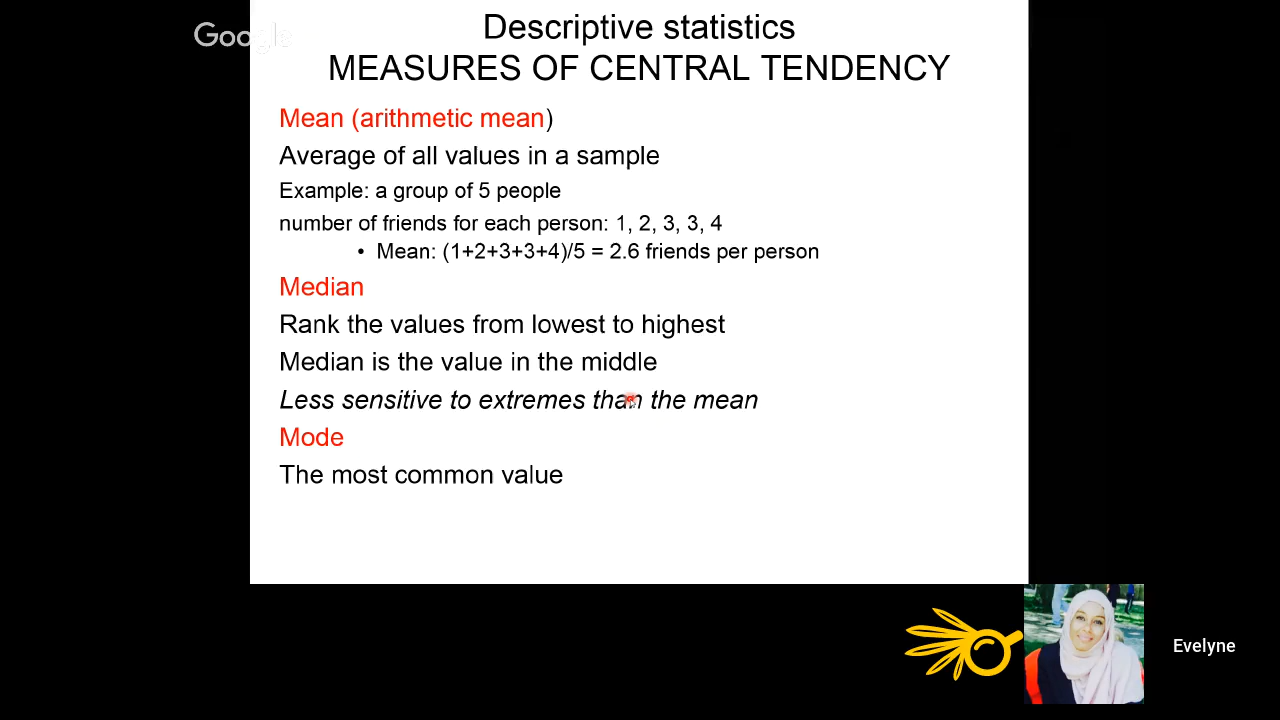 Google
Descriptive statistics
MEASURES OF CENTRAL TENDENCY
Mean (arithmetic mean)
Average of all values in a sample
Example: a group of 5 people
number of friends for each person: 1, 2, 3, 3, 4
• Mean: (1+2+3+3+4)/5 = 2.6 friends per person
Median
Rank the values from lowest to highest
Median is the value in the middle
Less sensitive to extremes than the mean
Mode
The most common value
Evelyne